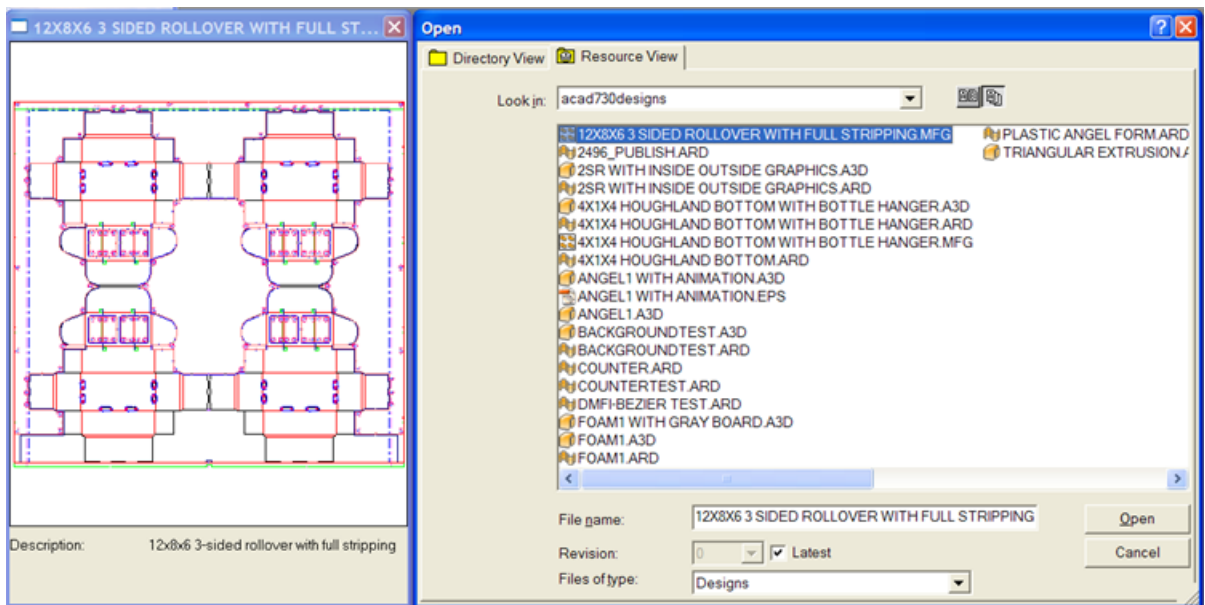 12X8X6 3 SIDED ROLLOVER WITH FULL ST...
Description: 12x8x6 3-sided rollover with full stripping
Open
Directory View Resource View
Look in: acad730designs
12X8X6 3 SIDED ROLLOVER WITH FULL STRIPPING.MFG
2496_PUBLISH.ARD
2SR WITH INSIDE OUTSIDE GRAPHICS.A3D
2SR WITH INSIDE OUTSIDE GRAPHICS.ARD
4X1X4 HOUGHLAND BOTTOM WITH BOTTLE HANGER.A3D
4X1X4 HOUGHLAND BOTTOM WITH BOTTLE HANGER.ARD
4X1X4 HOUGHLAND BOTTOM WITH BOTTLE HANGER.MFG
4X1X4 HOUGHLAND BOTTOM.ARD
ANGEL1 WITH ANIMATION.A3D
ANGEL1 WITH ANIMATION.EPS
ANGEL1.A3D
BACKGROUNDTEST.A3D
BACKGROUNDTEST.ARD
COUNTER.ARD
COUNTERTEST.ARD
DMFI-BEZIER TEST.ARD
FOAM1 WITH GRAY BOARD.A3D
FOAM1.A3D
FOAM1.ARD
PLASTIC ANGEL FORM.ARD
TRIANGULAR EXTRUSION.A
File name: 12X8X6 3 SIDED ROLLOVER WITH FULL STRIPPING Open
Revision: 0 Latest Cancel
Files of type: Designs